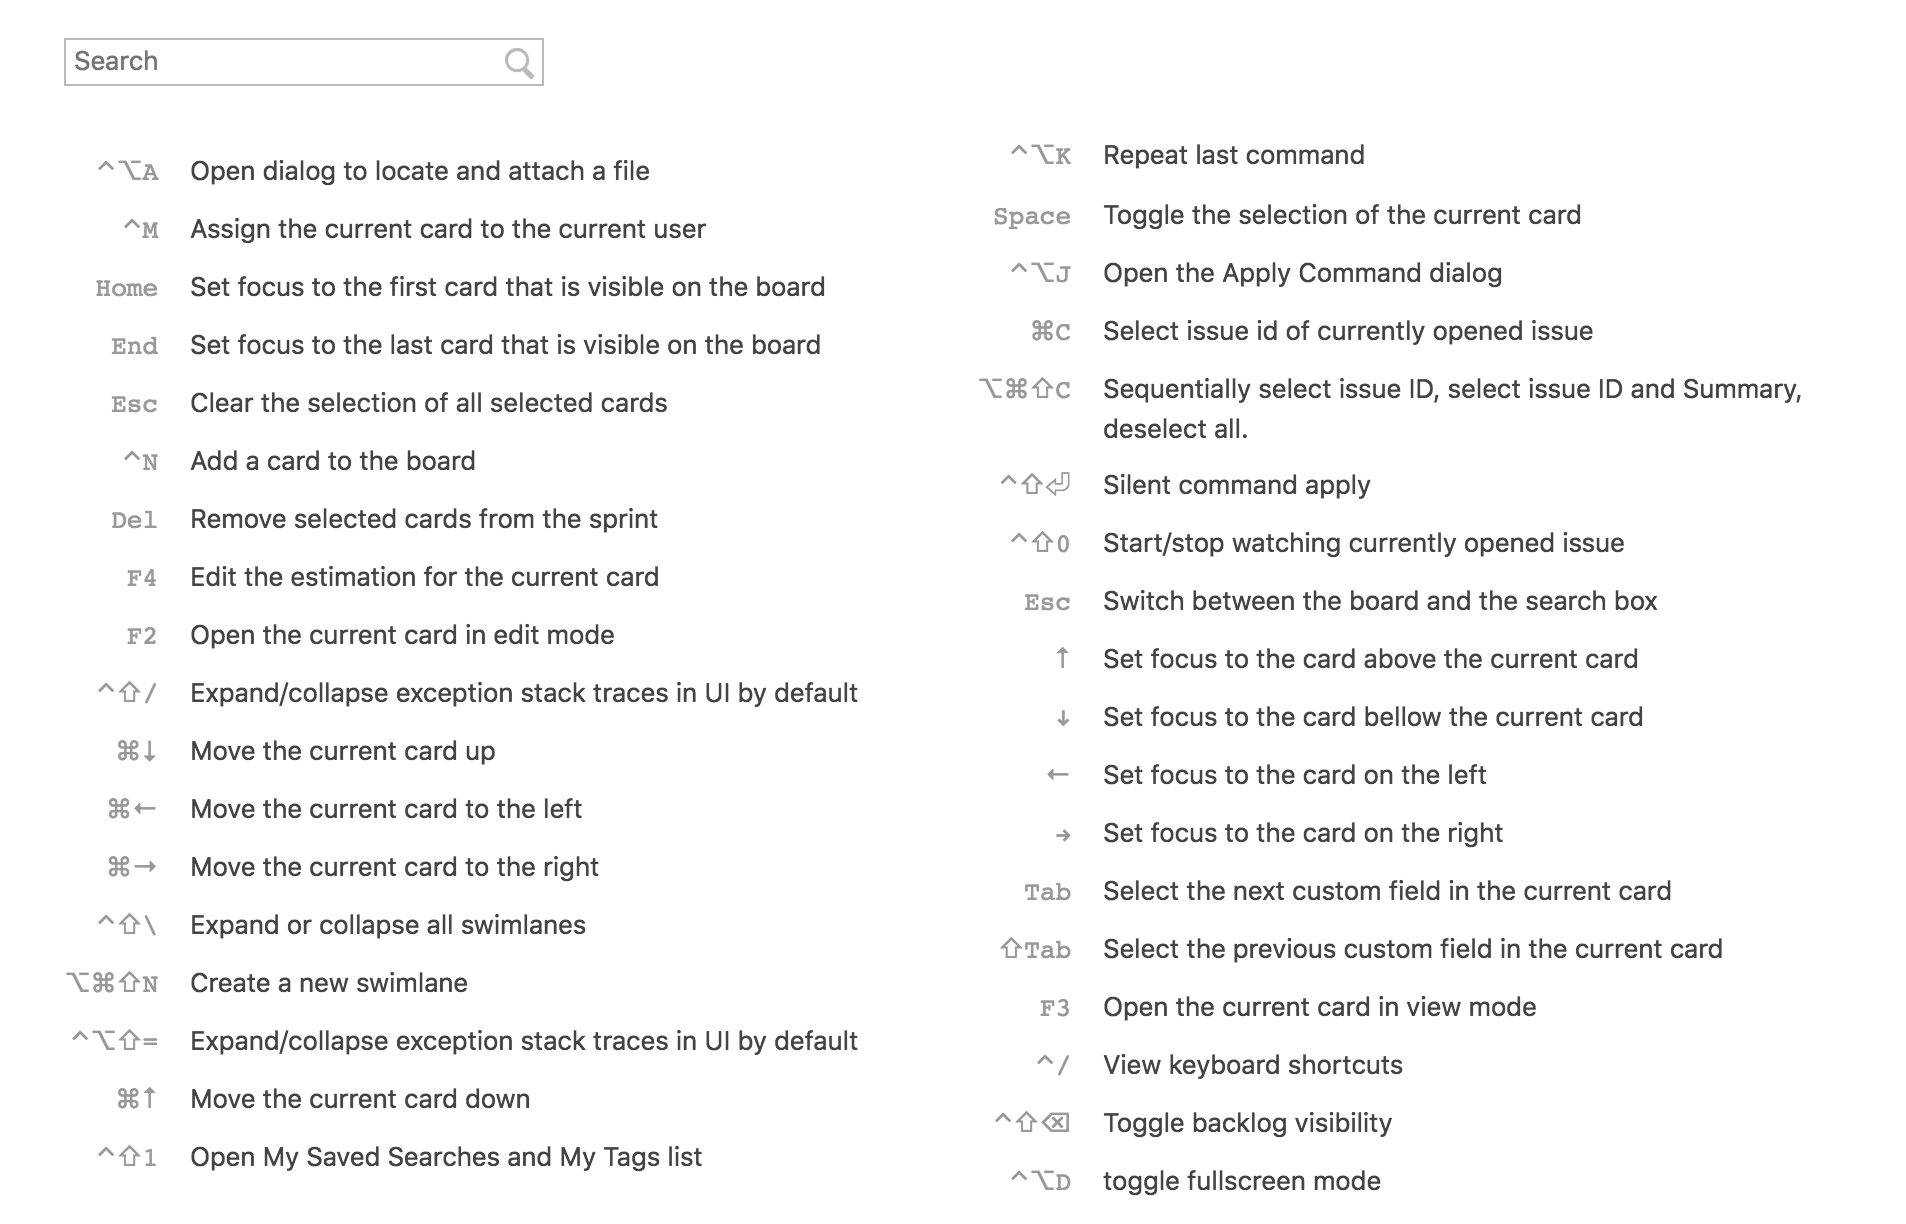 Search
^⌥A Open dialog to locate and attach a file
^M Assign the current card to the current user
Home Set focus to the first card that is visible on the board
End Set focus to the last card that is visible on the board
Esc Clear the selection of all selected cards
^N Add a card to the board
Del Remove selected cards from the sprint
F4 Edit the estimation for the current card
F2 Open the current card in edit mode
^⇧/ Expand/collapse exception stack traces in UI by default
⌘↓ Move the current card up
⌘← Move the current card to the left
⌘→ Move the current card to the right
^⇧\ Expand or collapse all swimlanes
⌥⌘⇧N Create a new swimlane
^⌥⇧= Expand/collapse exception stack traces in UI by default
⌘↑ Move the current card down
^⇧1 Open My Saved Searches and My Tags list
^⌥K Repeat last command
Space Toggle the selection of the current card
^⌥J Open the Apply Command dialog
⌘C Select issue id of currently opened issue
⌥⌘⇧C Sequentially select issue ID, select issue ID and Summary,
deselect all.
^⇧⏎ Silent command apply
^⇧0 Start/stop watching currently opened issue
Esc Switch between the board and the search box
↑ Set focus to the card above the current card
↓ Set focus to the card bellow the current card
← Set focus to the card on the left
→ Set focus to the card on the right
Tab Select the next custom field in the current card
⇧Tab Select the previous custom field in the current card
F3 Open the current card in view mode
^/ View keyboard shortcuts
^⇧⌫ Toggle backlog visibility
^⌥D toggle fullscreen mode